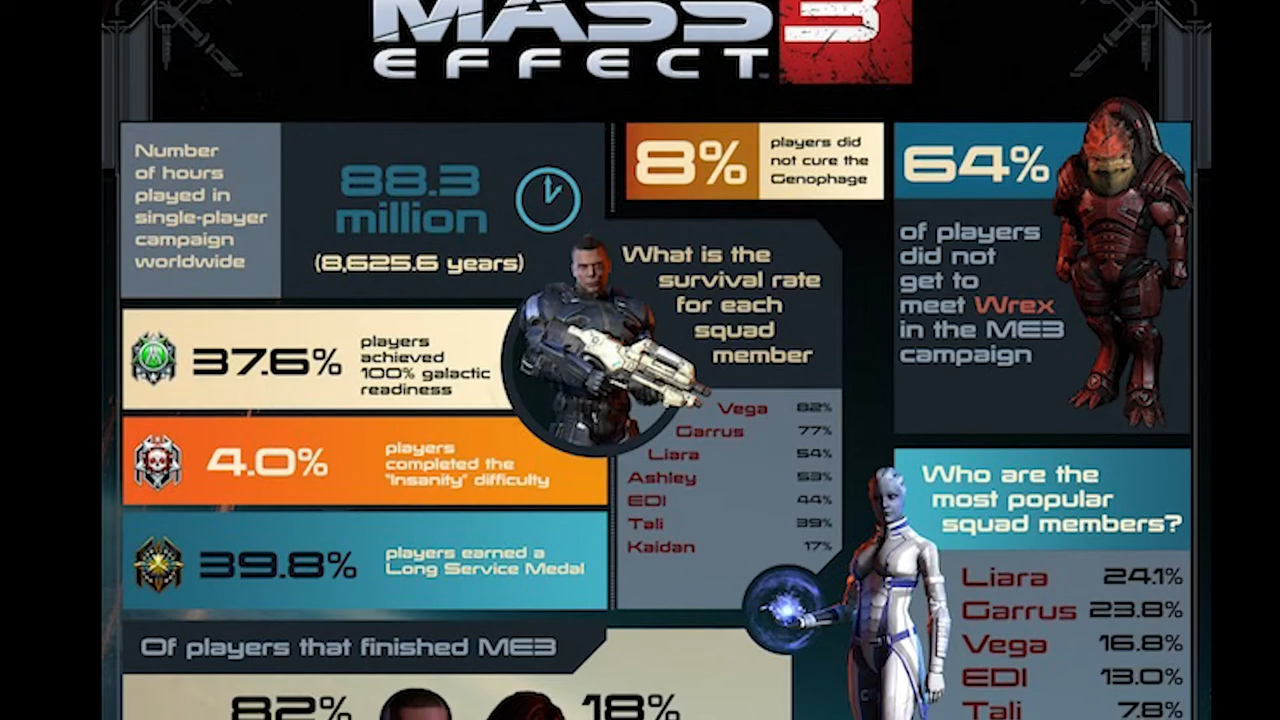 MASS 3
EFFECT
Number
of hours
played in
single-player
campaign
worldwide
88.3
million
(8,625.6 years)
8%
players did
not cure the
Genophage
64%
of players
did not
get to
meet Wrex
in the ME3
campaign
37.6%
players
achieved
100% galactic
readiness
4.0%
players
completed the
"Insanity" difficulty
39.8%
players earned a
Long Service Medal
What is the
survival rate
for each
squad
member
Vega 82%
Garrus 77%
Liara 54%
Ashley 53%
EDI 44%
Tali 39%
Kaidan 17%
Who are the
most popular
squad members?
Liara 24.1%
Garrus 23.8%
Vega 16.8%
EDI 13.0%
Tali 7.8%
Of players that finished ME3
82% 18%